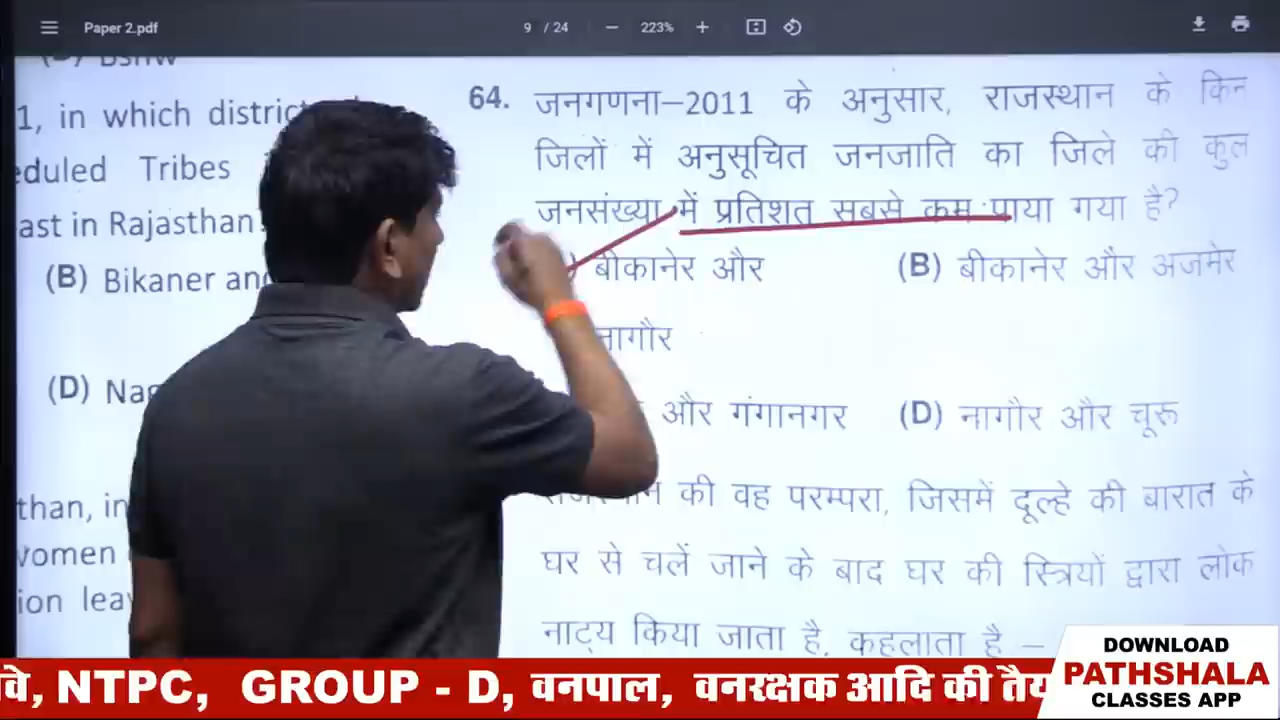 Paper 2.pdf
9 / 24
223%
1, in which distric
eduled Tribes
ast in Rajasthan
(B) Bikaner an
(D) Na
than, in
women
ion lea
64. जनगणना–2011 के अनुसार, राजस्थान के किन
जिलों में अनुसूचित जनजाति का जिले की कुल
जनसंख्या में प्रतिशत सबसे कम पाया गया है?
बीकानेर और
(B) बीकानेर और अजमेर
नागौर
और गंगानगर
(D) नागौर और चूरू
की वह परम्परा, जिसमें दूल्हे की बारात के
घर से चलें जाने के बाद घर की स्त्रियों द्वारा लोक
नाट्य किया जाता है, कहलाता है –
वे, NTPC, GROUP - D, वनपाल, वनरक्षक आदि की तैय
DOWNLOAD
PATHSHALA
CLASSES APP